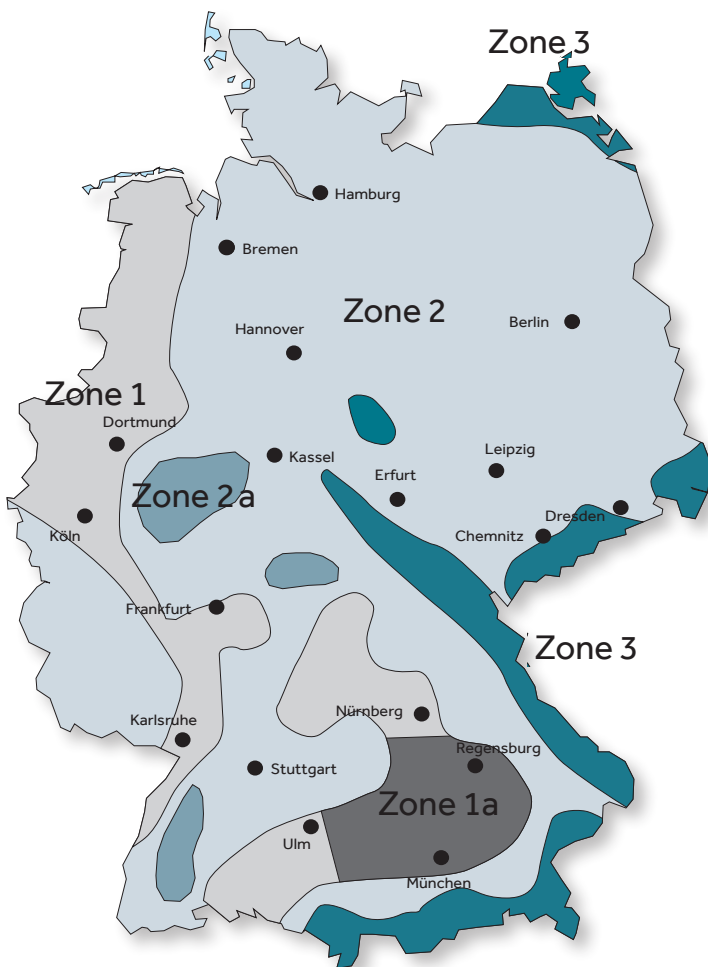 Zone 3
Hamburg
Bremen
Zone 2
Hannover
Berlin
Zone 1
Dortmund
Kassel
Leipzig
Zone 2a
Erfurt
Köln
Dresden
Chemnitz
Frankfurt
Zone 3
Nürnberg
Karlsruhe
Regensburg
Stuttgart
Zone 1a
Ulm
München